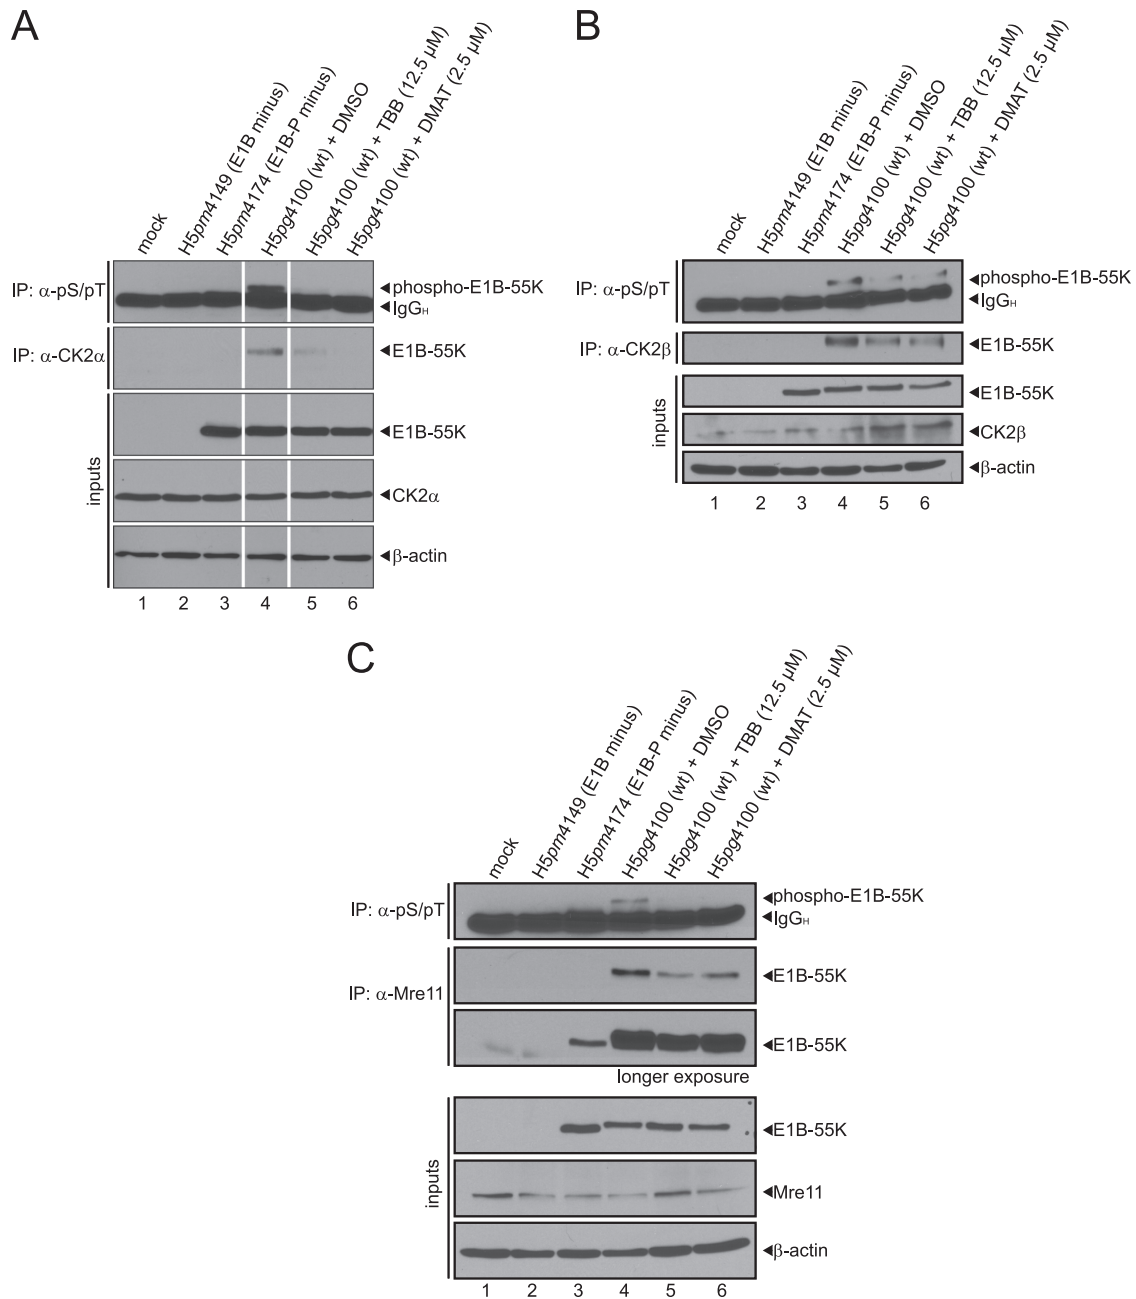 A
mock
H5pm4149 (E1B minus)
H5pm4174 (E1B-P minus)
H5pg4100 (wt) + DMSO
H5pg4100 (wt) + TBB (12.5 µM)
H5pg4100 (wt) + DMAT (2.5 µM)
IP: α-pS/pT
phospho-E1B-55K
IgGH
IP: α-CK2α
E1B-55K
inputs
E1B-55K
CK2α
β-actin
1 2 3 4 5 6
B
mock
H5pm4149 (E1B minus)
H5pm4174 (E1B-P minus)
H5pg4100 (wt) + DMSO
H5pg4100 (wt) + TBB (12.5 µM)
H5pg4100 (wt) + DMAT (2.5 µM)
IP: α-pS/pT
phospho-E1B-55K
IgGH
IP: α-CK2β
E1B-55K
inputs
E1B-55K
CK2β
β-actin
1 2 3 4 5 6
C
mock
H5pm4149 (E1B minus)
H5pm4174 (E1B-P minus)
H5pg4100 (wt) + DMSO
H5pg4100 (wt) + TBB (12.5 µM)
H5pg4100 (wt) + DMAT (2.5 µM)
IP: α-pS/pT
phospho-E1B-55K
IgGH
IP: α-Mre11
E1B-55K
E1B-55K
longer exposure
inputs
E1B-55K
Mre11
β-actin
1 2 3 4 5 6